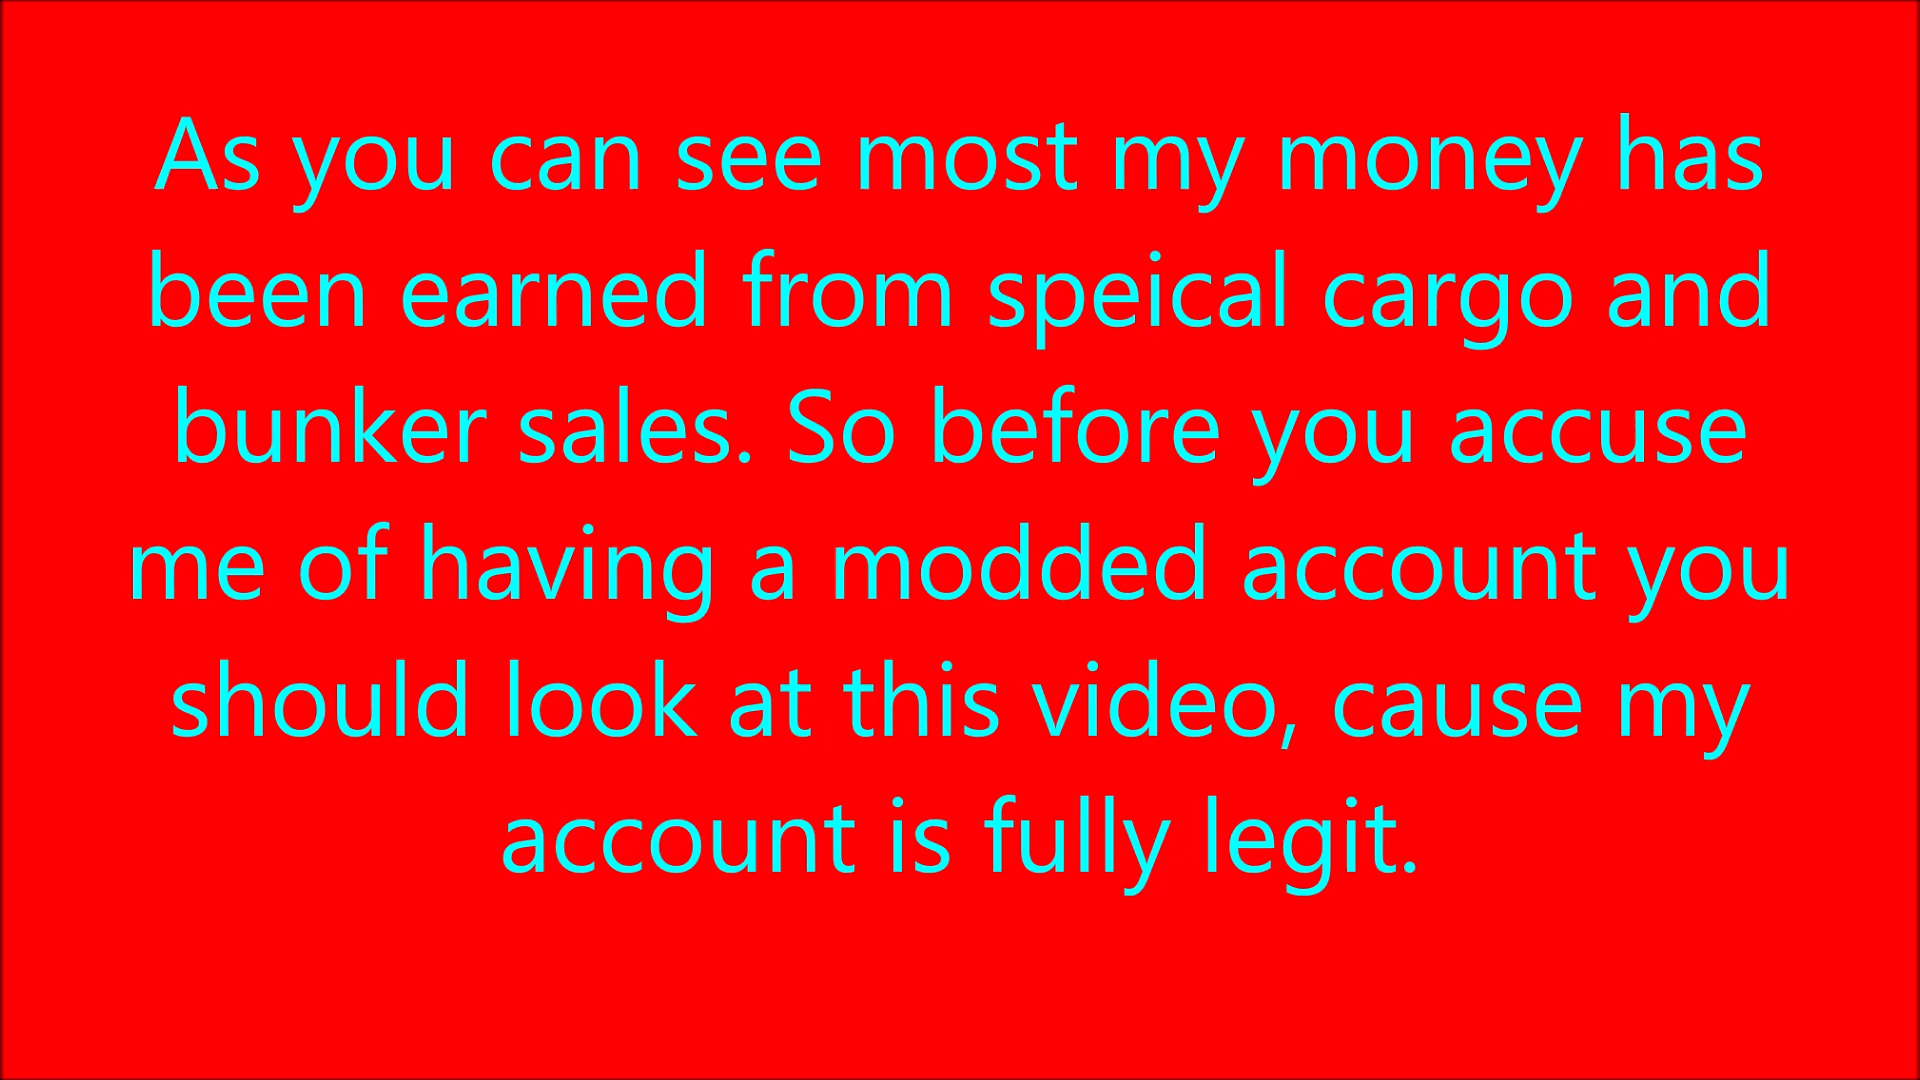 As you can see most my money has
been earned from speical cargo and
bunker sales. So before you accuse
me of having a modded account you
should look at this video, cause my
account is fully legit.